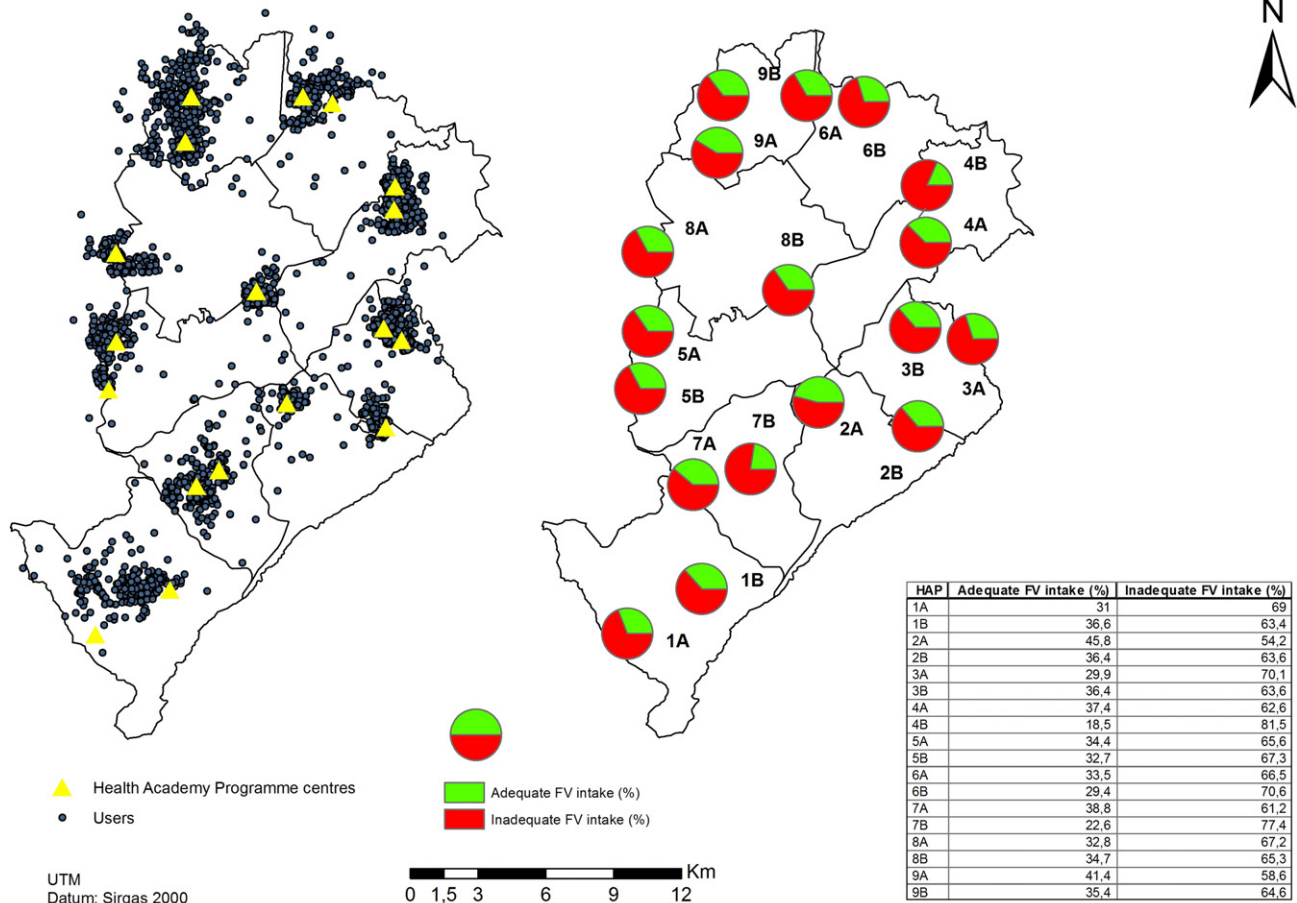 N
9B
9A
6A
6B
4B
4A
8A
8B
5A
5B
3B
3A
2A
2B
7A
7B
1B
1A
HAP Adequate FV intake (%) Inadequate FV intake (%)
1A 31 69
1B 36,6 63,4
2A 45,8 54,2
2B 36,4 63,6
3A 29,9 70,1
3B 36,4 63,6
4A 37,4 62,6
4B 18,5 81,5
5A 34,4 65,6
5B 32,7 67,3
6A 33,5 66,5
6B 29,4 70,6
7A 38,8 61,2
7B 22,6 77,4
8A 32,8 67,2
8B 34,7 65,3
9A 41,4 58,6
9B 35,4 64,6
Health Academy Programme centres
Users
Adequate FV intake (%)
Inadequate FV intake (%)
UTM
Datum: Sirgas 2000
Km
0 1,5 3 6 9 12